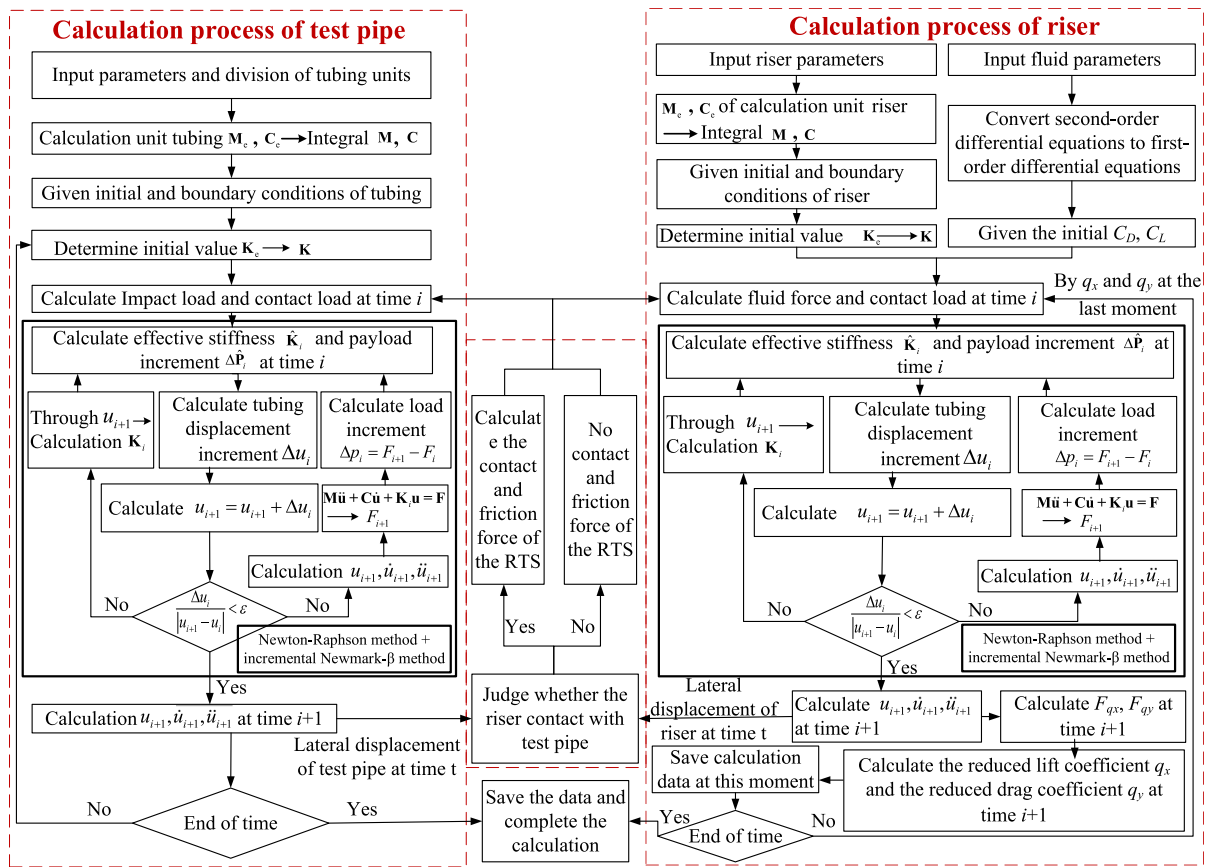 Calculation process of test pipe
Input parameters and division of tubing units
Calculation unit tubing Mₑ, Cₑ → Integral M, C
Given initial and boundary conditions of tubing
Determine initial value Kₑ → K
Calculate Impact load and contact load at time i
Calculate effective stiffness K̂ᵢ and payload
increment ΔP̂ᵢ at time i
Through uᵢ₊₁ →
Calculation Kᵢ
Calculate tubing
displacement
increment Δuᵢ
Calculate load
increment
Δpᵢ = Fᵢ₊₁ − Fᵢ
Calculate uᵢ₊₁ = uᵢ₊₁ + Δuᵢ
Mü + Cu̇ + Kᵢu = F
→ Fᵢ₊₁
Calculation uᵢ₊₁, u̇ᵢ₊₁, üᵢ₊₁
No
Δuᵢ / |uᵢ₊₁ − uᵢ| < ε
No
Newton-Raphson method +
incremental Newmark-β method
Yes
Calculation uᵢ₊₁, u̇ᵢ₊₁, üᵢ₊₁ at time i+1
Lateral displacement
of test pipe at time t
No
End of time
Yes
Calculat
e the
contact
and
friction
force of
the RTS
No
contact
and
friction
force of
the RTS
Yes
No
Judge whether the
riser contact with
test pipe
Save the data and
complete the
calculation
Calculation process of riser
Input riser parameters
Input fluid parameters
Mₑ, Cₑ of calculation unit riser
→ Integral M, C
Convert second-order
differential equations to first-
order differential equations
Given initial and boundary
conditions of riser
Determine initial value Kₑ → K
Given the initial C_D, C_L
Calculate fluid force and contact load at time i
By qₓ and q_y at the
last moment
Calculate effective stiffness K̂ᵢ and payload increment ΔP̂ᵢ at
time i
Through uᵢ₊₁ →
Calculation Kᵢ
Calculate tubing
displacement
increment Δuᵢ
Calculate load
increment
Δpᵢ = Fᵢ₊₁ − Fᵢ
Calculate uᵢ₊₁ = uᵢ₊₁ + Δuᵢ
Mü + Cu̇ + Kᵢu = F
→ Fᵢ₊₁
Calculation uᵢ₊₁, u̇ᵢ₊₁, üᵢ₊₁
No
Δuᵢ / |uᵢ₊₁ − uᵢ| < ε
No
Newton-Raphson method +
incremental Newmark-β method
Yes
Lateral
displacement of
riser at time t
Calculate uᵢ₊₁, u̇ᵢ₊₁, üᵢ₊₁
at time i+1
Calculate F_qx, F_qy at
time i+1
Save calculation
data at this moment
Calculate the reduced lift coefficient qₓ
and the reduced drag coefficient q_y at
time i+1
Yes
End of time
No